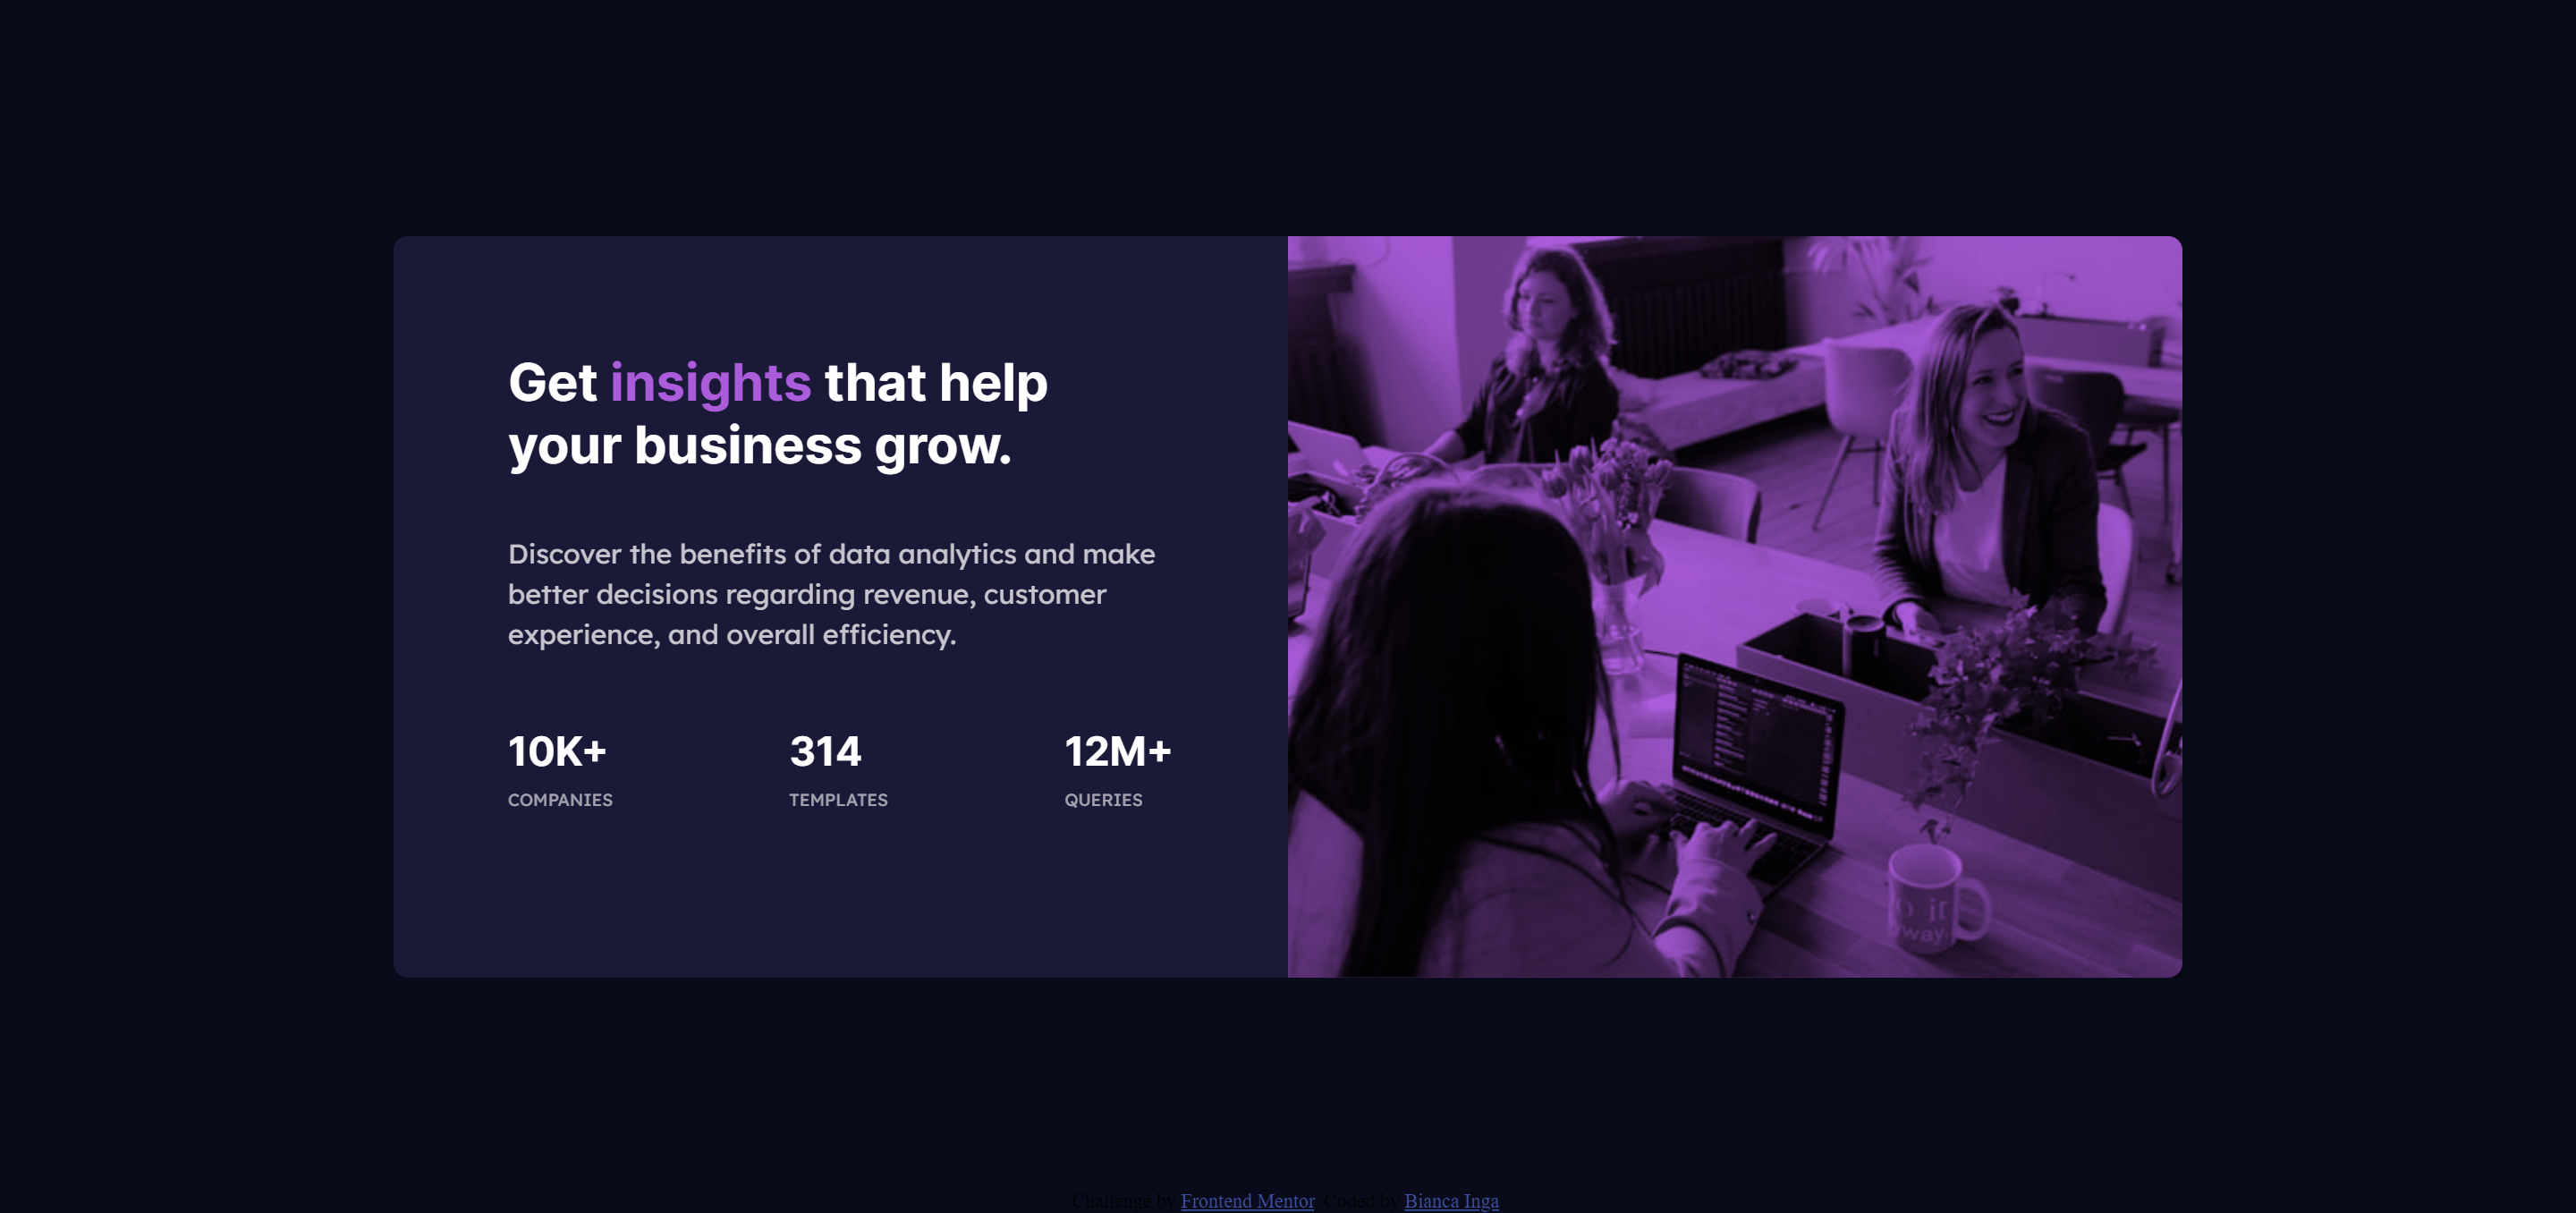 Get insights that help
your business grow.
Discover the benefits of data analytics and make
better decisions regarding revenue, customer
experience, and overall efficiency.
10K+ 314 12M+
COMPANIES TEMPLATES QUERIES
it
way
Challenge by Frontend Mentor. Coded by Bianca Inga